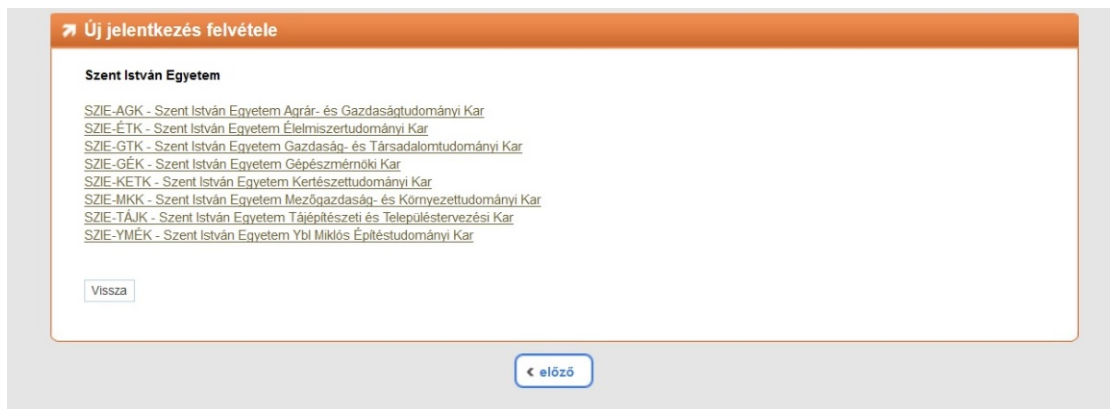 Új jelentkezés felvétele
Szent István Egyetem
SZIE-AGK - Szent István Egyetem Agrár- és Gazdaságtudományi Kar
SZIE-ÉTK - Szent István Egyetem Élelmiszertudományi Kar
SZIE-GTK - Szent István Egyetem Gazdaság- és Társadalomtudományi Kar
SZIE-GÉK - Szent István Egyetem Gépészmérnöki Kar
SZIE-KETK - Szent István Egyetem Kertészettudományi Kar
SZIE-MKK - Szent István Egyetem Mezőgazdaság- és Környezettudományi Kar
SZIE-TÁJK - Szent István Egyetem Tájépítészeti és Településtervezési Kar
SZIE-YMÉK - Szent István Egyetem Ybl Miklós Építéstudományi Kar
Vissza
előző